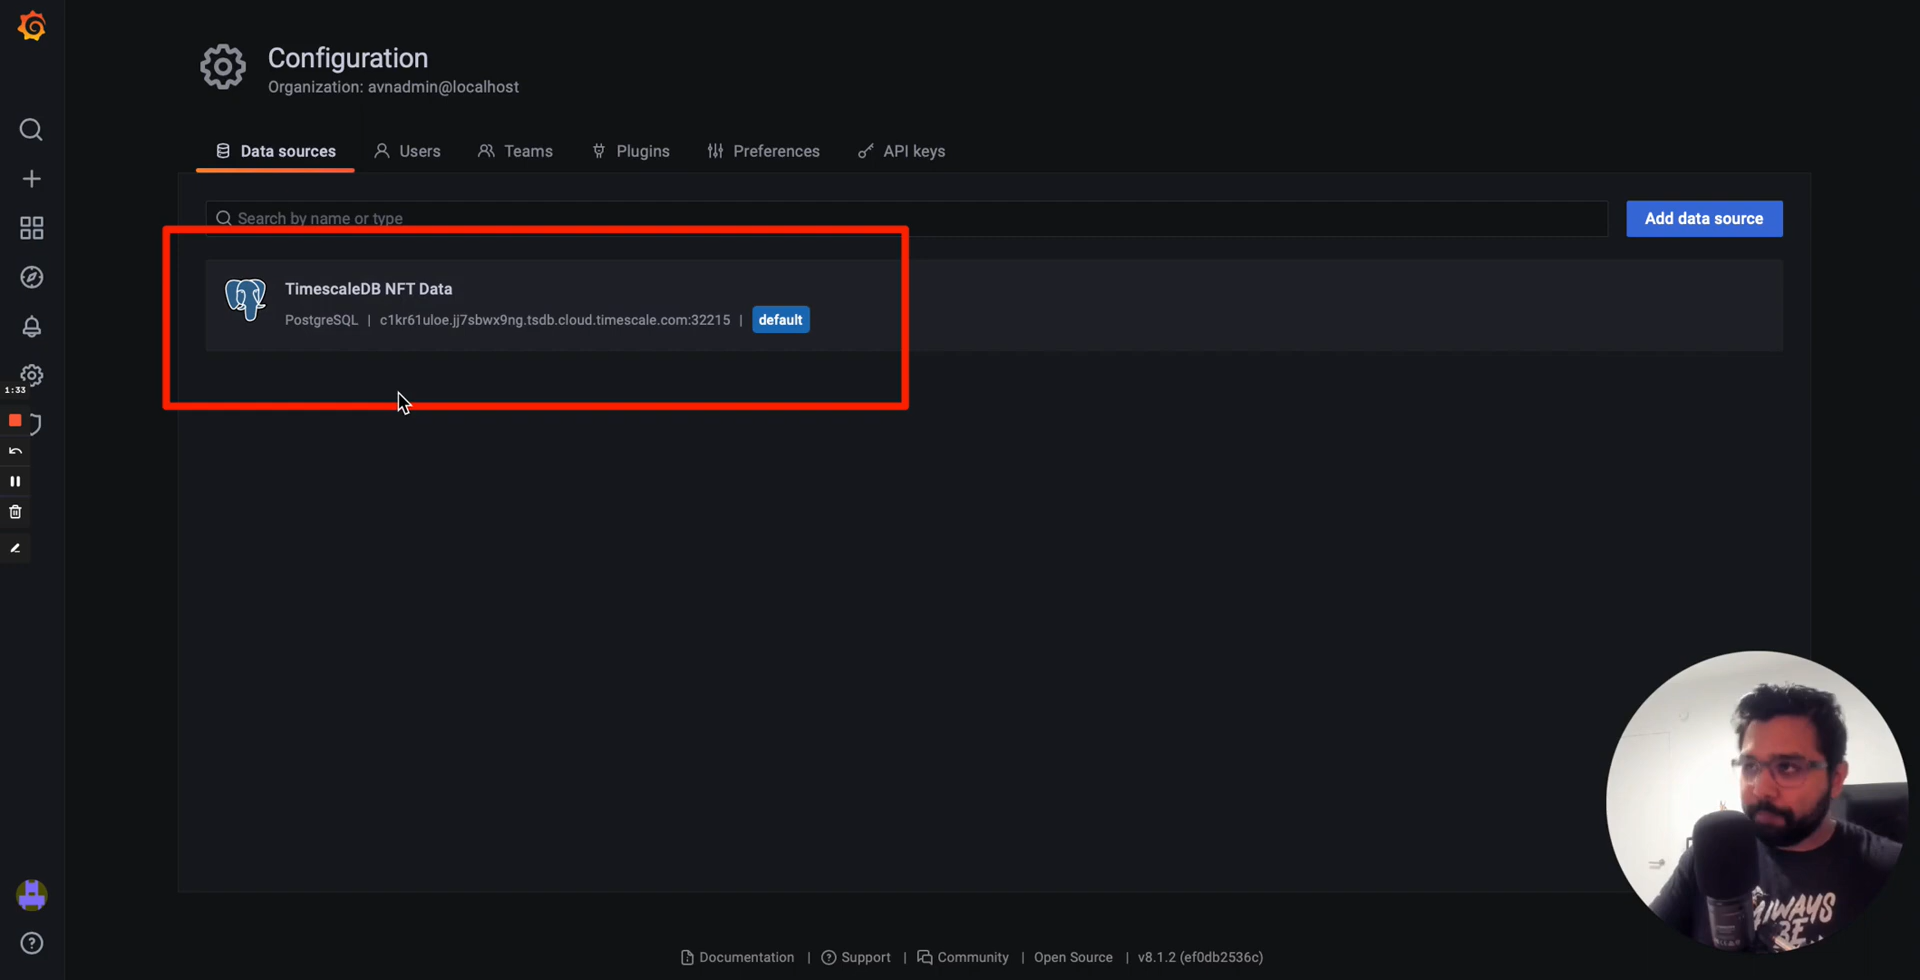 Configuration
Organization: avnadmin@localhost
Data sources
Users
Teams
Plugins
Preferences
API keys
Search by name or type
Add data source
TimescaleDB NFT Data
PostgreSQL | c1kr61uloe.jj7sbwx9ng.tsdb.cloud.timescale.com:32215 | default
1:33
Documentation | Support | Community | Open Source | v8.1.2 (ef0db2536c)
ALWAYS
BE